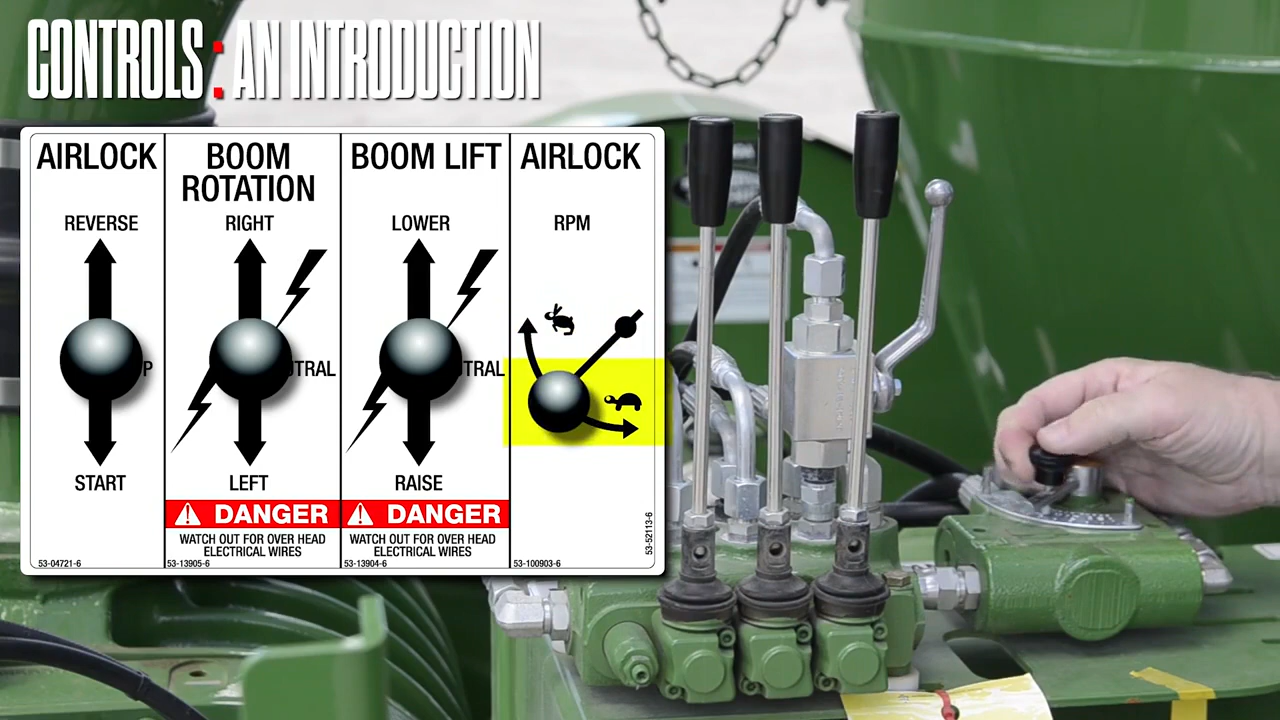 CONTROLS: AN INTRODUCTION
AIRLOCK
REVERSE
P
START
53-04721-6
BOOM
ROTATION
RIGHT
UTRAL
LEFT
DANGER
WATCH OUT FOR OVER HEAD
ELECTRICAL WIRES
53-13905-6
BOOM LIFT
LOWER
UTRAL
RAISE
DANGER
WATCH OUT FOR OVER HEAD
ELECTRICAL WIRES
53-13904-6
AIRLOCK
RPM
53-100903-6
53-52113-6